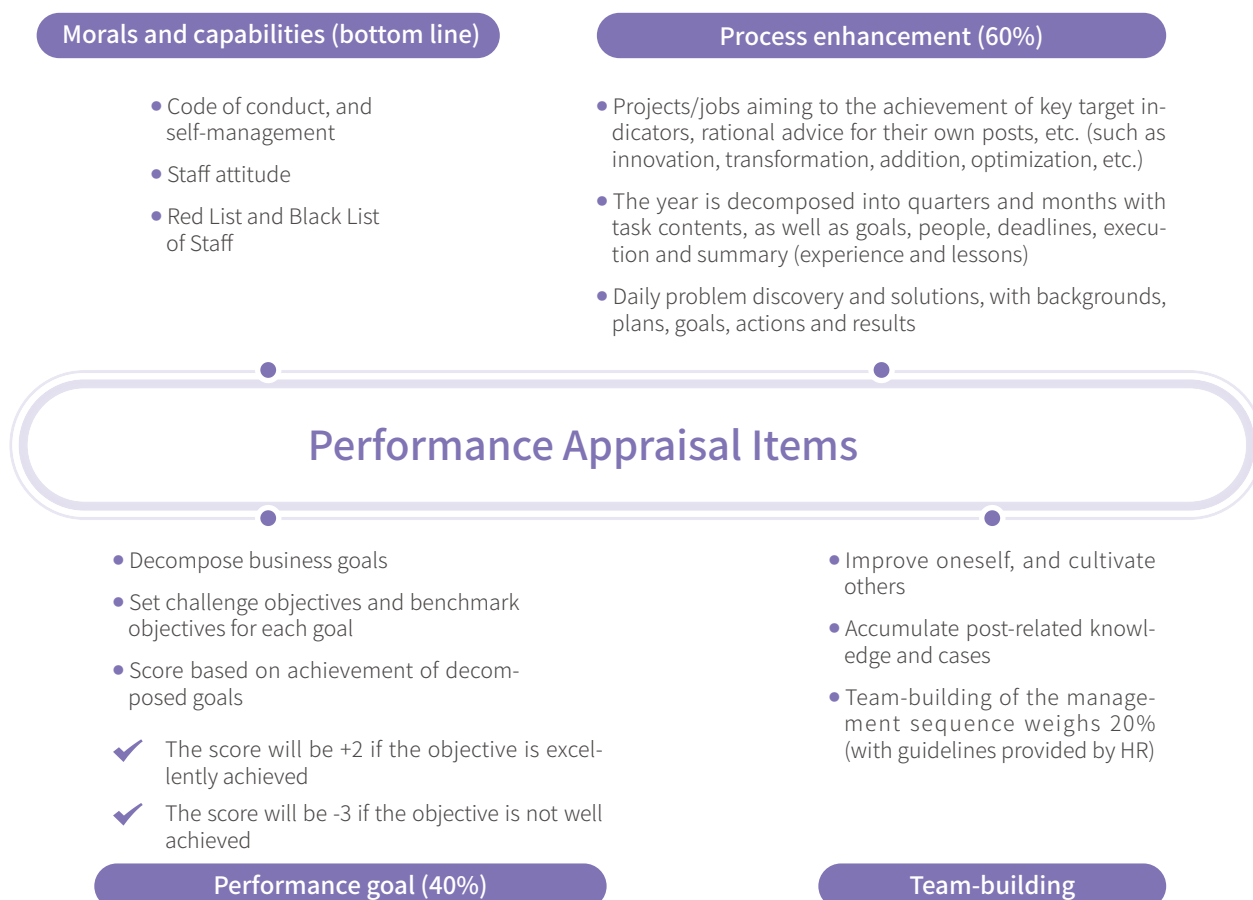 Morals and capabilities (bottom line)
• Code of conduct, and
self-management
• Staff attitude
• Red List and Black List
of Staff
Process enhancement (60%)
• Projects/jobs aiming to the achievement of key target in-
dicators, rational advice for their own posts, etc. (such as
innovation, transformation, addition, optimization, etc.)
• The year is decomposed into quarters and months with
task contents, as well as goals, people, deadlines, execu-
tion and summary (experience and lessons)
• Daily problem discovery and solutions, with backgrounds,
plans, goals, actions and results
Performance Appraisal Items
• Decompose business goals
• Set challenge objectives and benchmark
objectives for each goal
• Score based on achievement of decom-
posed goals
✓ The score will be +2 if the objective is excel-
lently achieved
✓ The score will be -3 if the objective is not well
achieved
Performance goal (40%)
• Improve oneself, and cultivate
others
• Accumulate post-related knowl-
edge and cases
• Team-building of the manage-
ment sequence weighs 20%
(with guidelines provided by HR)
Team-building